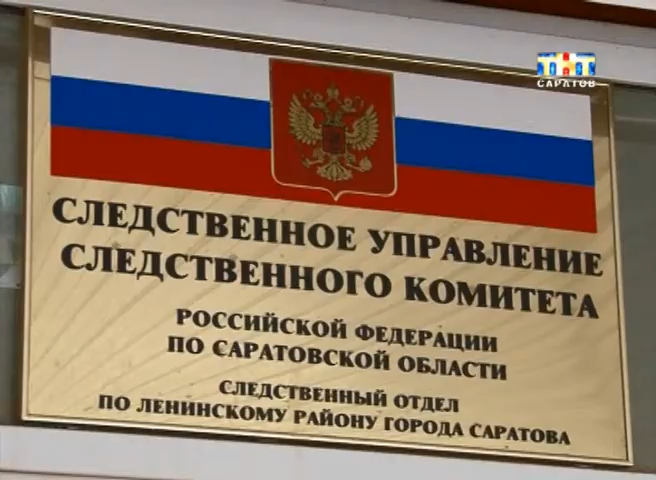 ТНТ
САРАТОВ
СЛЕДСТВЕННОЕ УПРАВЛЕНИЕ
СЛЕДСТВЕННОГО КОМИТЕТА
РОССИЙСКОЙ ФЕДЕРАЦИИ
ПО САРАТОВСКОЙ ОБЛАСТИ
СЛЕДСТВЕННЫЙ ОТДЕЛ
ПО ЛЕНИНСКОМУ РАЙОНУ ГОРОДА САРАТОВА